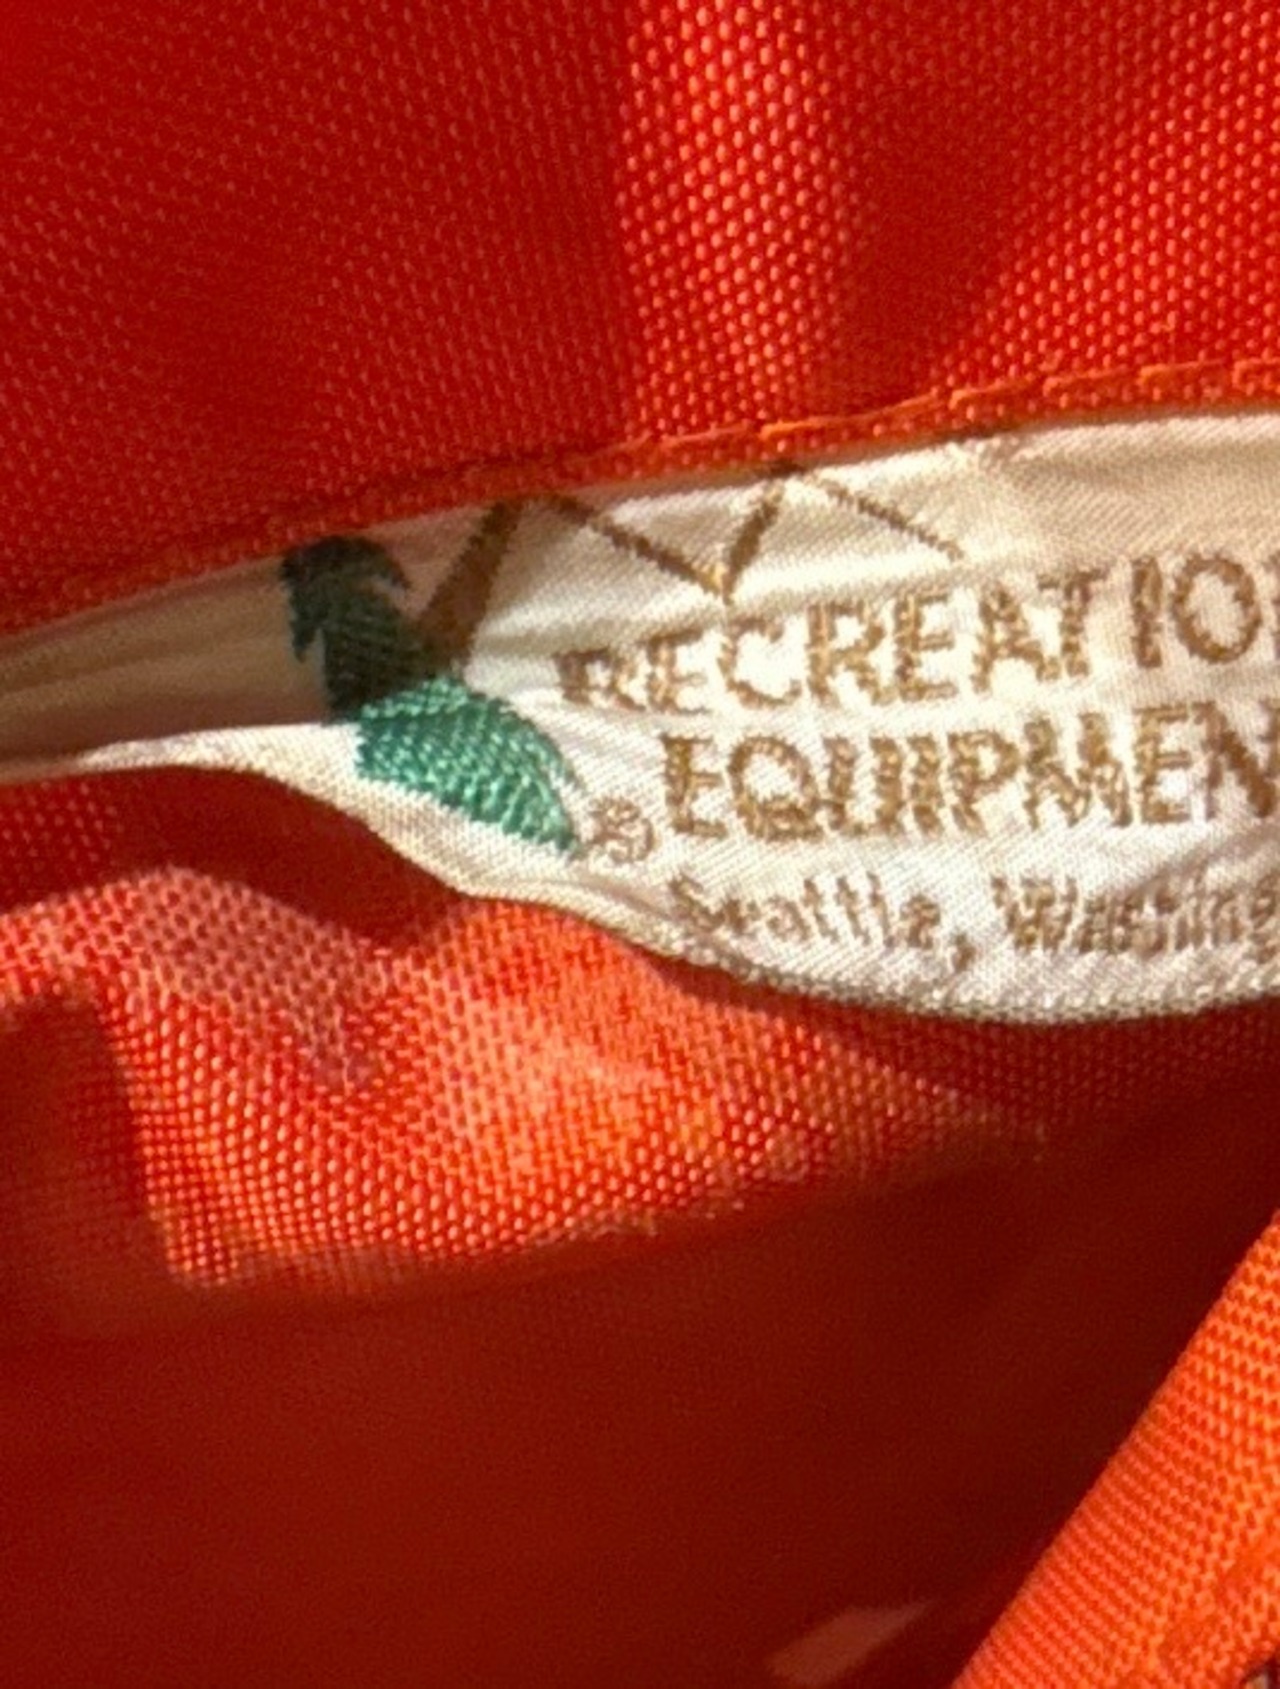 RECREATIO
EQUIPMEN
®
Seattle, Washing